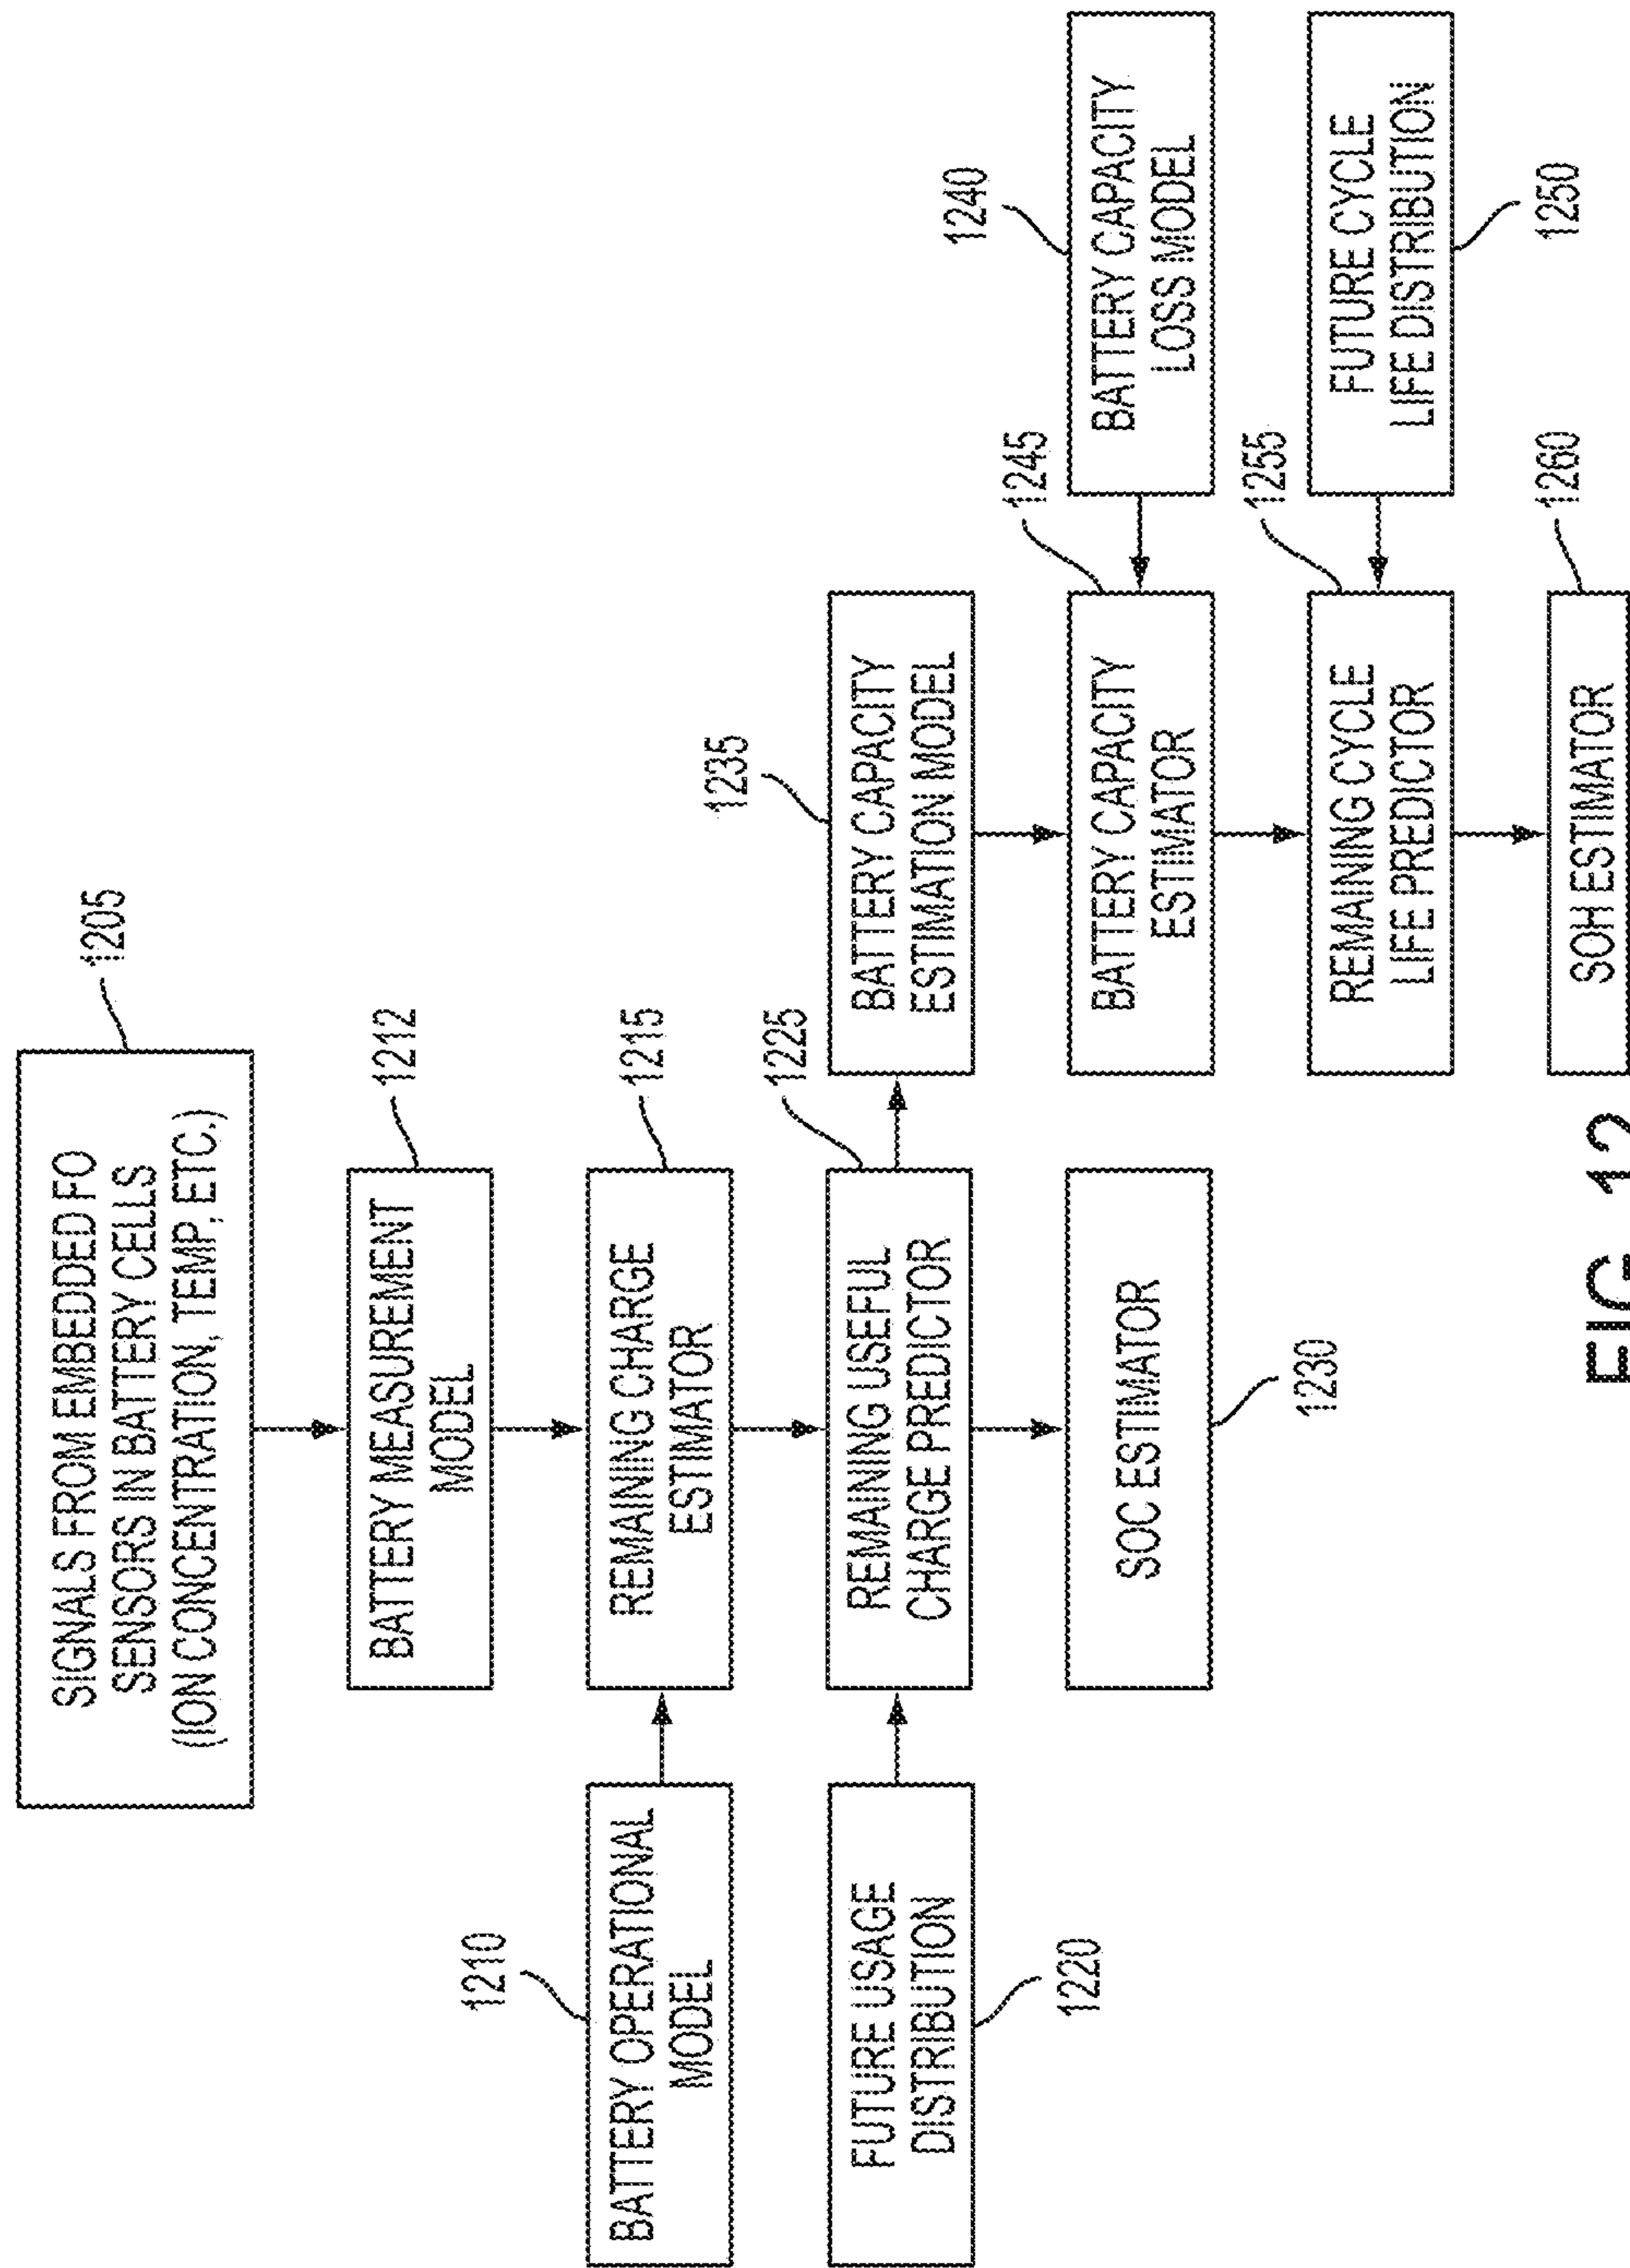 SIGNALS FROM EMBEDDED FO
SENSORS IN BATTERY CELLS
(ION CONCENTRATION, TEMP, ETC.)
1205
BATTERY MEASUREMENT
MODEL
1212
1210
BATTERY OPERATIONAL
MODEL
REMAINING CHARGE
ESTIMATOR
1215
FUTURE USAGE
DISTRIBUTION
1220
REMAINING USEFUL
CHARGE PREDICTOR
1225
SOC ESTIMATOR
1230
1235
BATTERY CAPACITY
ESTIMATION MODEL
1240
BATTERY CAPACITY
LOSS MODEL
1245
BATTERY CAPACITY
ESTIMATOR
1255
REMAINING CYCLE
LIFE PREDICTOR
FUTURE CYCLE
LIFE DISTRIBUTION
1250
1260
SOH ESTIMATOR
FIG. 12